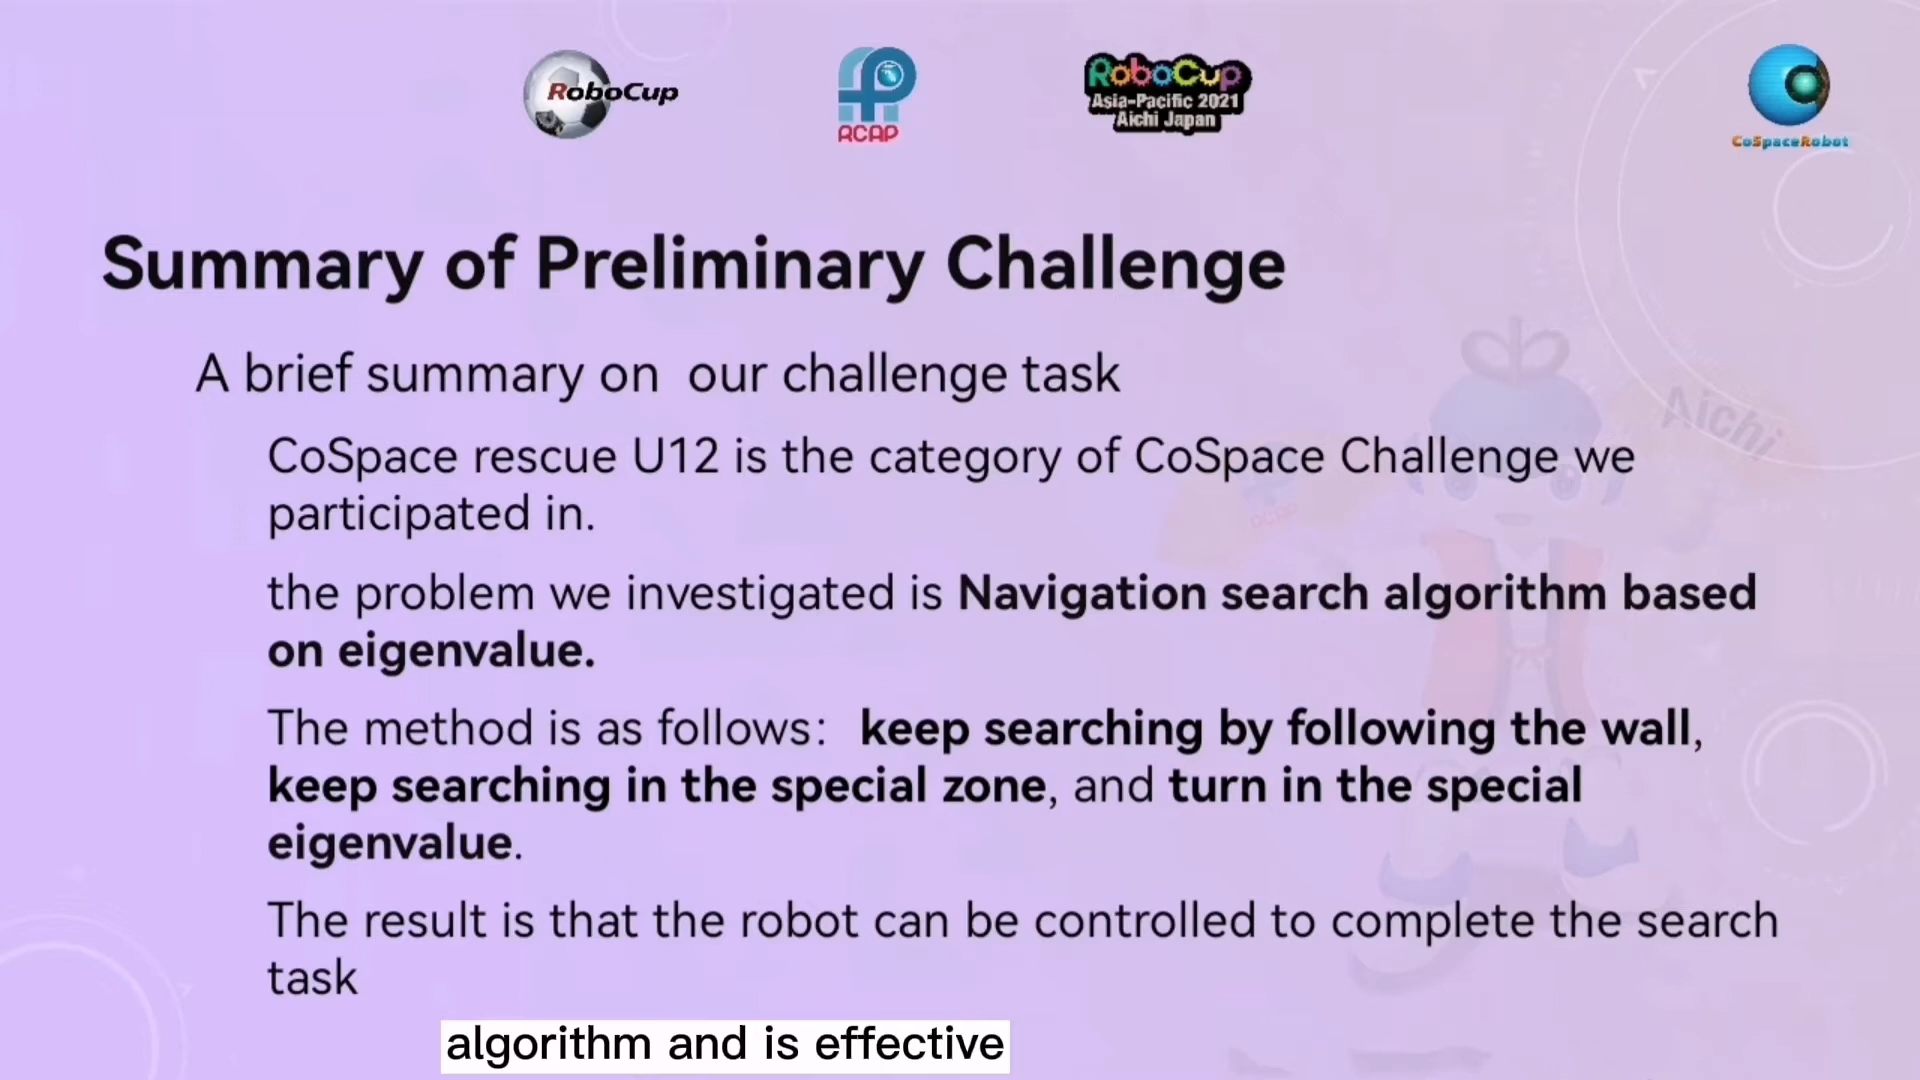 RoboCup
RCAP
RoboCup
Asia-Pacific 2021
Aichi Japan
CoSpaceRobot
Summary of Preliminary Challenge
A brief summary on our challenge task
Aichi
CoSpace rescue U12 is the category of CoSpace Challenge we
participated in.
RCAP
the problem we investigated is Navigation search algorithm based
on eigenvalue.
The method is as follows: keep searching by following the wall,
keep searching in the special zone, and turn in the special
eigenvalue.
The result is that the robot can be controlled to complete the search
task
algorithm and is effective